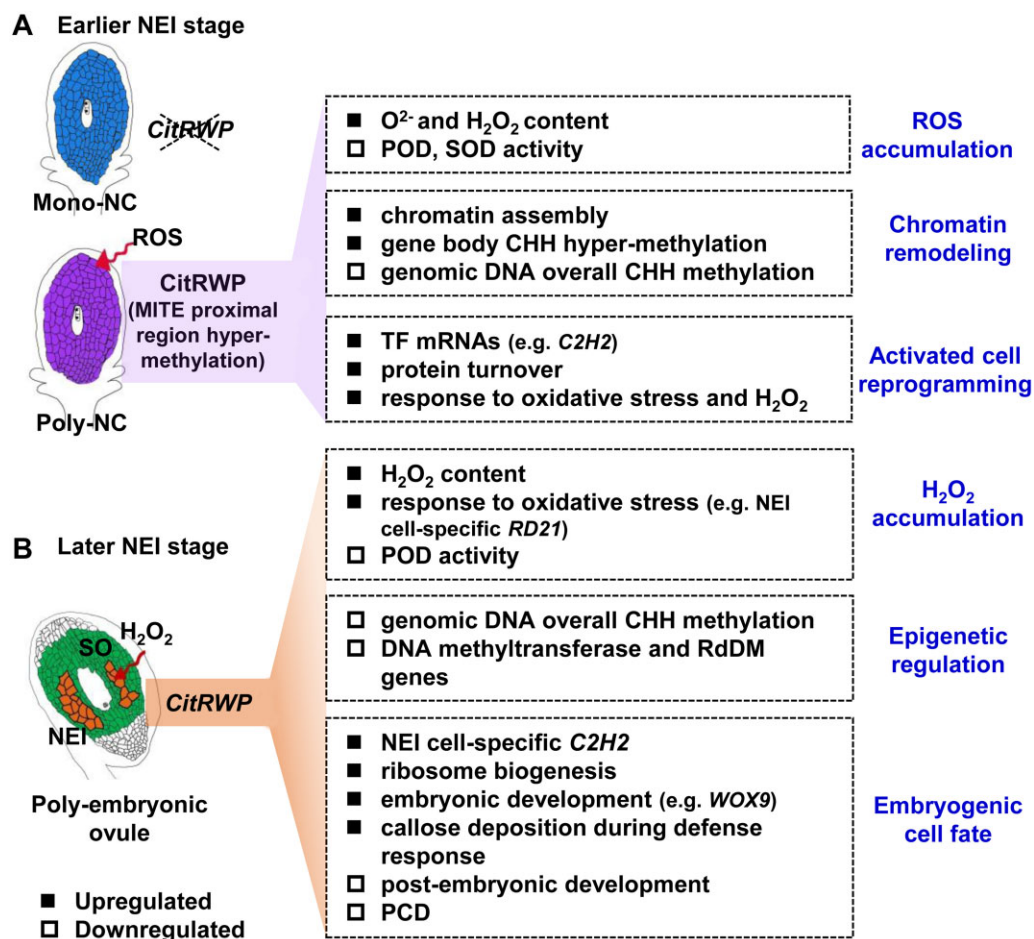 A Earlier NEI stage
CitRWP
Mono-NC
ROS
CitRWP
(MITE proximal
region hyper-
methylation)
Poly-NC
■ O²⁻ and H₂O₂ content
□ POD, SOD activity
ROS
accumulation
■ chromatin assembly
■ gene body CHH hyper-methylation
□ genomic DNA overall CHH methylation
Chromatin
remodeling
■ TF mRNAs (e.g. C2H2)
■ protein turnover
■ response to oxidative stress and H₂O₂
Activated cell
reprogramming
B Later NEI stage
H₂O₂
SO
NEI
CitRWP
Poly-embryonic
ovule
■ H₂O₂ content
■ response to oxidative stress (e.g. NEI
cell-specific RD21)
□ POD activity
H₂O₂
accumulation
□ genomic DNA overall CHH methylation
□ DNA methyltransferase and RdDM
genes
Epigenetic
regulation
■ NEI cell-specific C2H2
■ ribosome biogenesis
■ embryonic development (e.g. WOX9)
■ callose deposition during defense
response
□ post-embryonic development
□ PCD
Embryogenic
cell fate
■ Upregulated
□ Downregulated